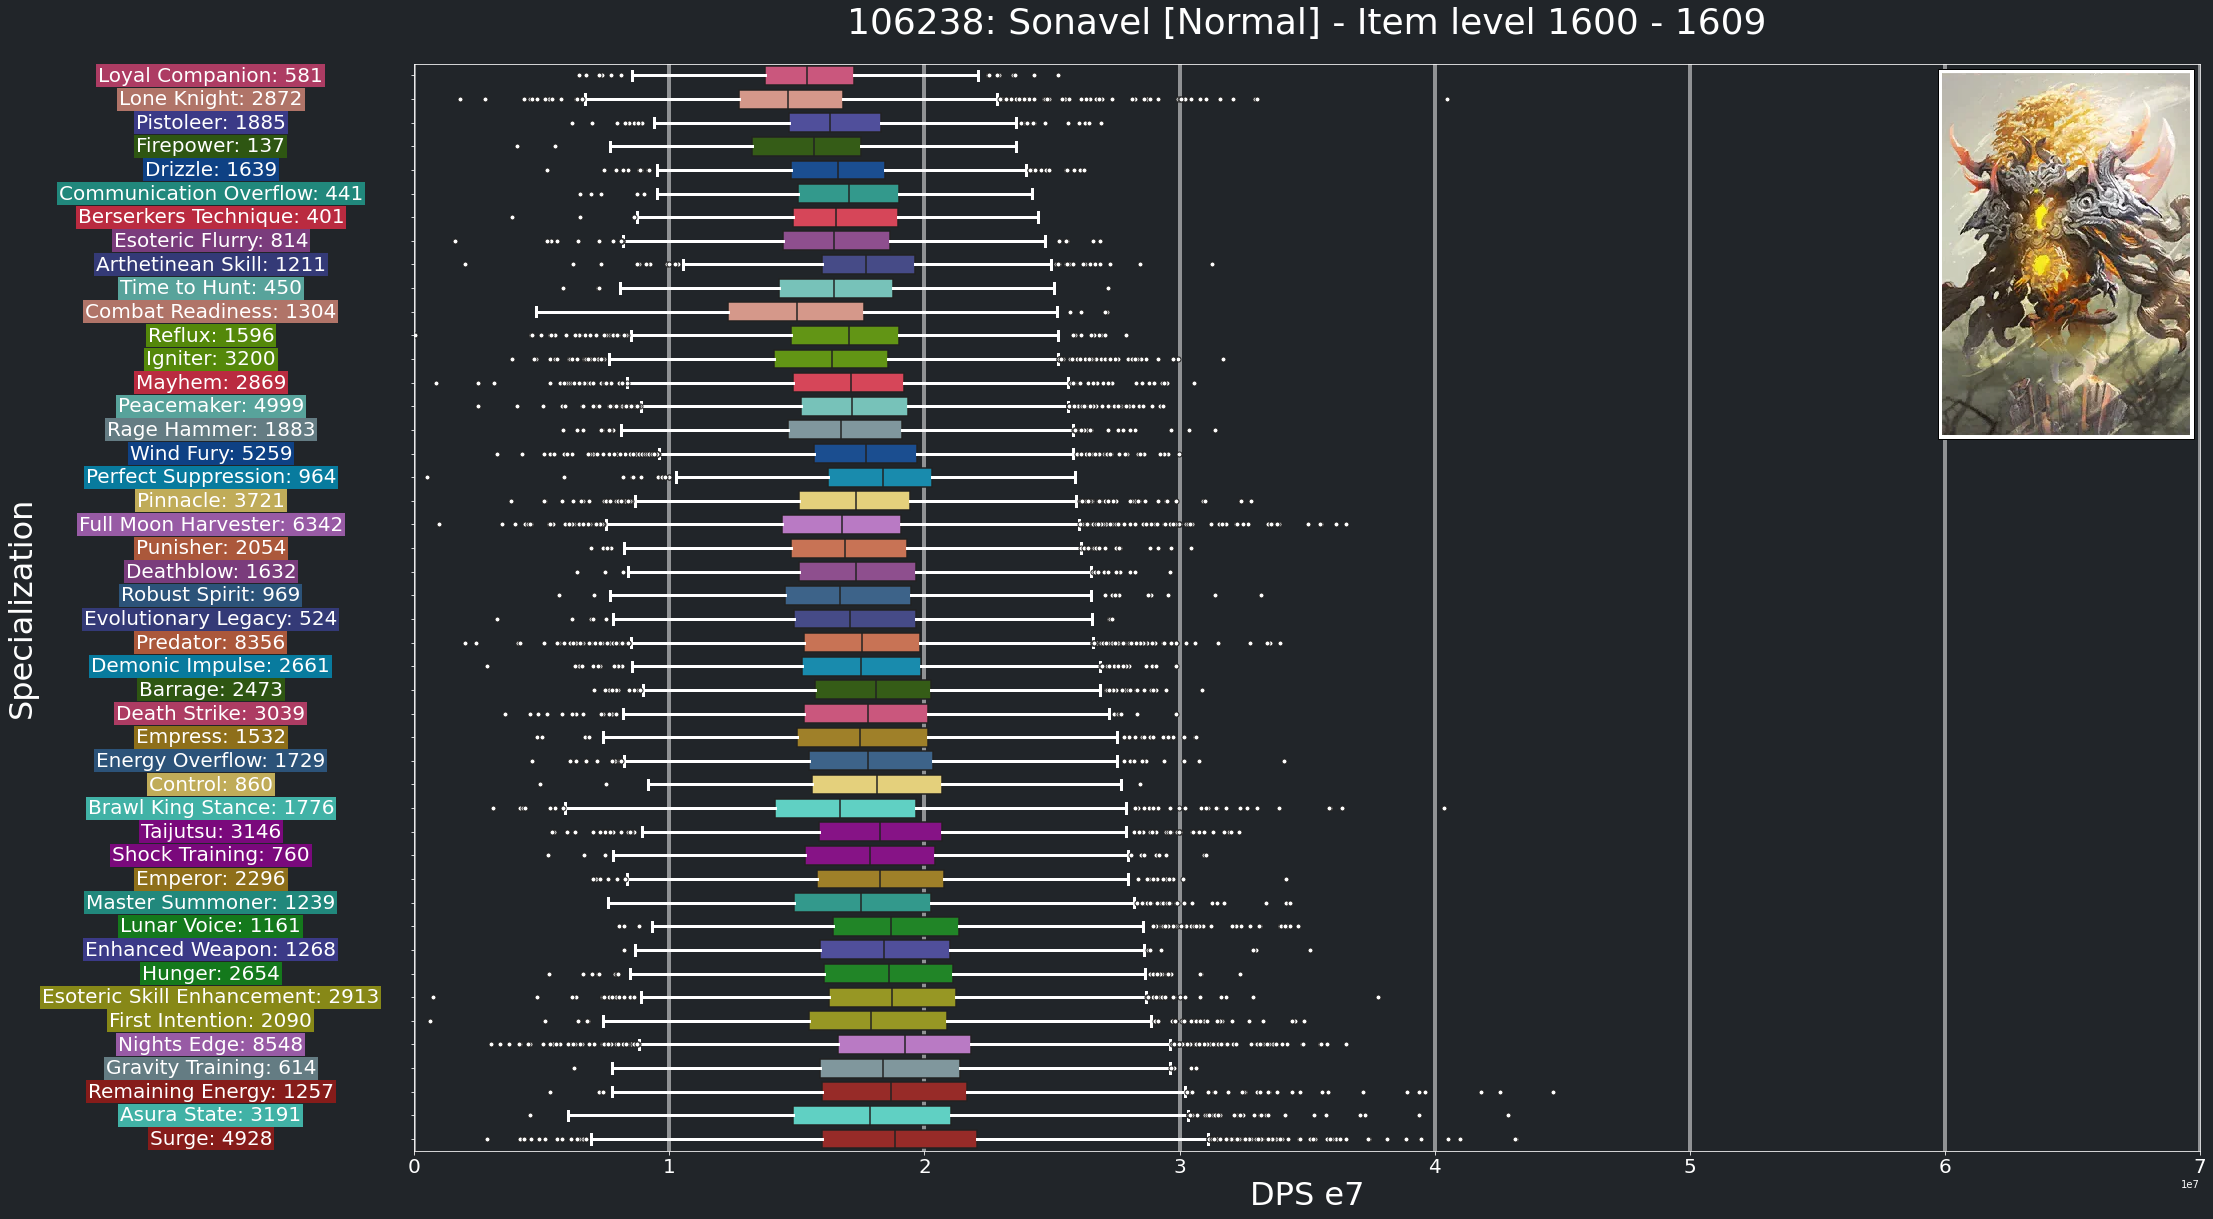 106238: Sonavel [Normal] - Item level 1600 - 1609
Loyal Companion: 581
Lone Knight: 2872
Pistoleer: 1885
Firepower: 137
Drizzle: 1639
Communication Overflow: 441
Berserkers Technique: 401
Esoteric Flurry: 814
Arthetinean Skill: 1211
Time to Hunt: 450
Combat Readiness: 1304
Reflux: 1596
Igniter: 3200
Mayhem: 2869
Peacemaker: 4999
Rage Hammer: 1883
Wind Fury: 5259
Perfect Suppression: 964
Pinnacle: 3721
Full Moon Harvester: 6342
Punisher: 2054
Deathblow: 1632
Robust Spirit: 969
Evolutionary Legacy: 524
Predator: 8356
Demonic Impulse: 2661
Barrage: 2473
Death Strike: 3039
Empress: 1532
Energy Overflow: 1729
Control: 860
Brawl King Stance: 1776
Taijutsu: 3146
Shock Training: 760
Emperor: 2296
Master Summoner: 1239
Lunar Voice: 1161
Enhanced Weapon: 1268
Hunger: 2654
Esoteric Skill Enhancement: 2913
First Intention: 2090
Nights Edge: 8548
Gravity Training: 614
Remaining Energy: 1257
Asura State: 3191
Surge: 4928
Specialization
0 1 2 3 4 5 6 7
1e7
DPS e7